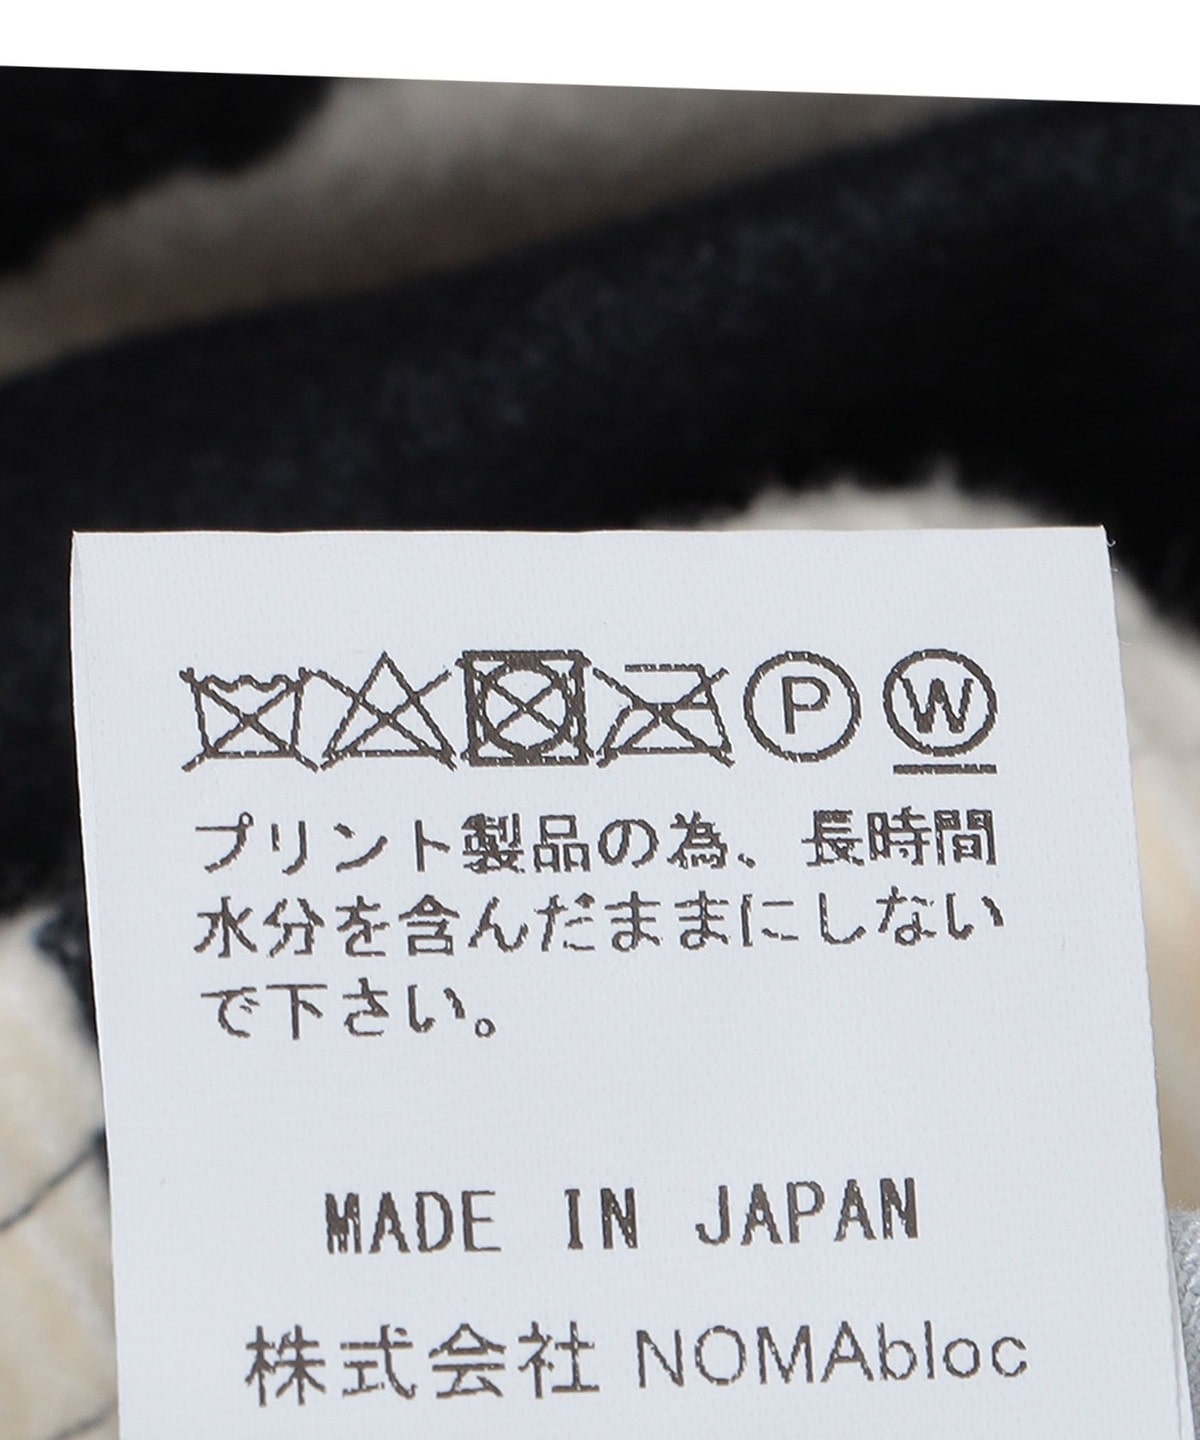 P W
プリント製品の為、長時間
水分を含んだままにしない
で下さい。
MADE IN JAPAN
株式会社 NOMAbloc